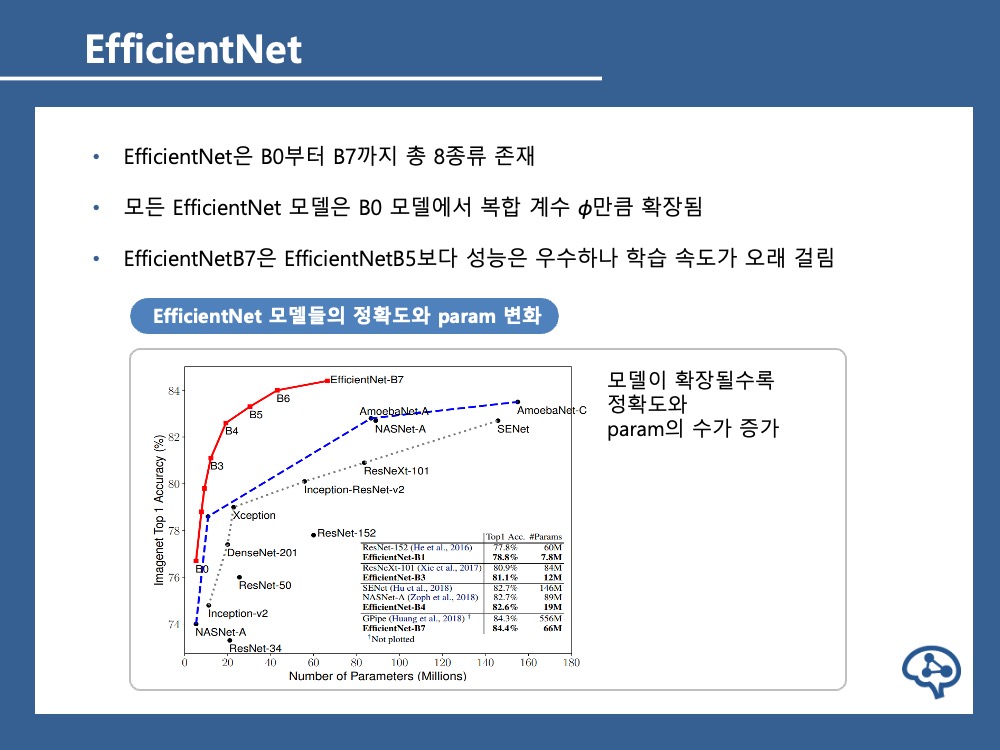 EfficientNet
• EfficientNet은 B0부터 B7까지 총 8종류 존재
• 모든 EfficientNet 모델은 B0 모델에서 복합 계수 ϕ만큼 확장됨
• EfficientNetB7은 EfficientNetB5보다 성능은 우수하나 학습 속도가 오래 걸림
EfficientNet 모델들의 정확도와 param 변화
84
82
80
78
76
74
Imagenet Top 1 Accuracy (%)
EfficientNet-B7
B6
B5
B4
B3
B0
AmoebaNet-A
AmoebaNet-C
NASNet-A
SENet
ResNeXt-101
Inception-ResNet-v2
Xception
ResNet-152
DenseNet-201
ResNet-50
Inception-v2
NASNet-A
ResNet-34
Top1 Acc. #Params
ResNet-152 (He et al., 2016) 77.8% 60M
EfficientNet-B1 78.8% 7.8M
ResNeXt-101 (Xie et al., 2017) 80.9% 84M
EfficientNet-B3 81.1% 12M
SENet (Hu et al., 2018) 82.7% 146M
NASNet-A (Zoph et al., 2018) 82.7% 89M
EfficientNet-B4 82.6% 19M
GPipe (Huang et al., 2018) † 84.3% 556M
EfficientNet-B7 84.4% 66M
†Not plotted
0 20 40 60 80 100 120 140 160 180
Number of Parameters (Millions)
모델이 확장될수록
정확도와
param의 수가 증가